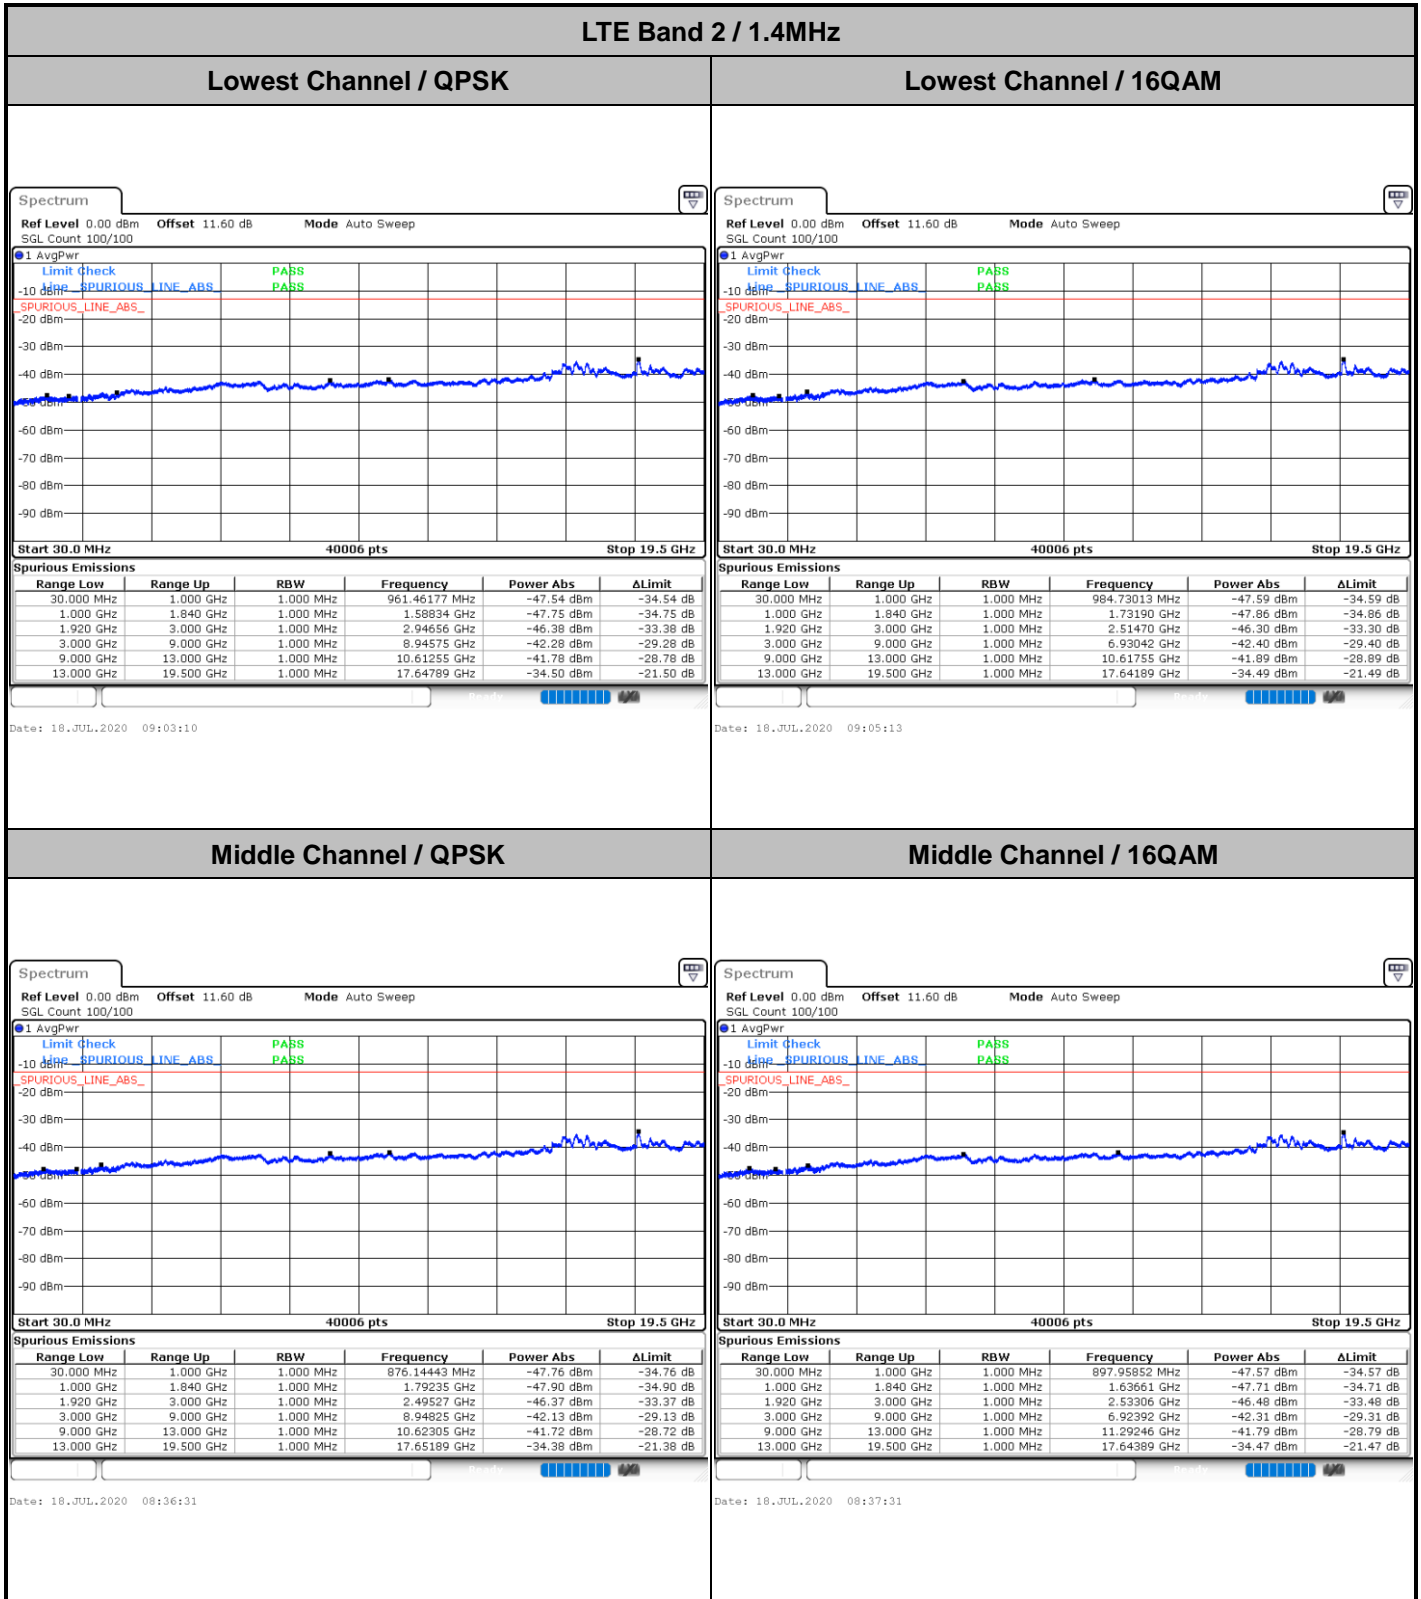 LTE Band 2 / 1.4MHz
Lowest Channel / QPSK
Lowest Channel / 16QAM
Spectrum
Ref Level 0.00 dBm Offset 11.60 dB Mode Auto Sweep
SGL Count 100/100
1 AvgPwr
Limit Check PASS
Line _SPURIOUS_LINE_ABS_ PASS
-10 dBm
_SPURIOUS_LINE_ABS_
-20 dBm
-30 dBm
-40 dBm
-50 dBm
-60 dBm
-70 dBm
-80 dBm
-90 dBm
Start 30.0 MHz 40006 pts Stop 19.5 GHz
Spurious Emissions
Range Low Range Up RBW Frequency Power Abs ΔLimit
30.000 MHz 1.000 GHz 1.000 MHz 961.46177 MHz -47.54 dBm -34.54 dB
1.000 GHz 1.840 GHz 1.000 MHz 1.58834 GHz -47.75 dBm -34.75 dB
1.920 GHz 3.000 GHz 1.000 MHz 2.94656 GHz -46.38 dBm -33.38 dB
3.000 GHz 9.000 GHz 1.000 MHz 8.94575 GHz -42.28 dBm -29.28 dB
9.000 GHz 13.000 GHz 1.000 MHz 10.61255 GHz -41.78 dBm -28.78 dB
13.000 GHz 19.500 GHz 1.000 MHz 17.64789 GHz -34.50 dBm -21.50 dB
Ready
Date: 18.JUL.2020 09:03:10
Spectrum
Ref Level 0.00 dBm Offset 11.60 dB Mode Auto Sweep
SGL Count 100/100
1 AvgPwr
Limit Check PASS
Line _SPURIOUS_LINE_ABS_ PASS
-10 dBm
_SPURIOUS_LINE_ABS_
-20 dBm
-30 dBm
-40 dBm
-50 dBm
-60 dBm
-70 dBm
-80 dBm
-90 dBm
Start 30.0 MHz 40006 pts Stop 19.5 GHz
Spurious Emissions
Range Low Range Up RBW Frequency Power Abs ΔLimit
30.000 MHz 1.000 GHz 1.000 MHz 984.73013 MHz -47.59 dBm -34.59 dB
1.000 GHz 1.840 GHz 1.000 MHz 1.73190 GHz -47.86 dBm -34.86 dB
1.920 GHz 3.000 GHz 1.000 MHz 2.51470 GHz -46.30 dBm -33.30 dB
3.000 GHz 9.000 GHz 1.000 MHz 6.93042 GHz -42.40 dBm -29.40 dB
9.000 GHz 13.000 GHz 1.000 MHz 10.61755 GHz -41.89 dBm -28.89 dB
13.000 GHz 19.500 GHz 1.000 MHz 17.64189 GHz -34.49 dBm -21.49 dB
Ready
Date: 18.JUL.2020 09:05:13
Middle Channel / QPSK
Middle Channel / 16QAM
Spectrum
Ref Level 0.00 dBm Offset 11.60 dB Mode Auto Sweep
SGL Count 100/100
1 AvgPwr
Limit Check PASS
Line _SPURIOUS_LINE_ABS_ PASS
-10 dBm
_SPURIOUS_LINE_ABS_
-20 dBm
-30 dBm
-40 dBm
-50 dBm
-60 dBm
-70 dBm
-80 dBm
-90 dBm
Start 30.0 MHz 40006 pts Stop 19.5 GHz
Spurious Emissions
Range Low Range Up RBW Frequency Power Abs ΔLimit
30.000 MHz 1.000 GHz 1.000 MHz 876.14443 MHz -47.76 dBm -34.76 dB
1.000 GHz 1.840 GHz 1.000 MHz 1.79235 GHz -47.90 dBm -34.90 dB
1.920 GHz 3.000 GHz 1.000 MHz 2.49527 GHz -46.37 dBm -33.37 dB
3.000 GHz 9.000 GHz 1.000 MHz 8.94825 GHz -42.13 dBm -29.13 dB
9.000 GHz 13.000 GHz 1.000 MHz 10.62305 GHz -41.72 dBm -28.72 dB
13.000 GHz 19.500 GHz 1.000 MHz 17.65189 GHz -34.38 dBm -21.38 dB
Ready
Date: 18.JUL.2020 08:36:31
Spectrum
Ref Level 0.00 dBm Offset 11.60 dB Mode Auto Sweep
SGL Count 100/100
1 AvgPwr
Limit Check PASS
Line _SPURIOUS_LINE_ABS_ PASS
-10 dBm
_SPURIOUS_LINE_ABS_
-20 dBm
-30 dBm
-40 dBm
-50 dBm
-60 dBm
-70 dBm
-80 dBm
-90 dBm
Start 30.0 MHz 40006 pts Stop 19.5 GHz
Spurious Emissions
Range Low Range Up RBW Frequency Power Abs ΔLimit
30.000 MHz 1.000 GHz 1.000 MHz 897.95852 MHz -47.57 dBm -34.57 dB
1.000 GHz 1.840 GHz 1.000 MHz 1.63661 GHz -47.71 dBm -34.71 dB
1.920 GHz 3.000 GHz 1.000 MHz 2.53306 GHz -46.48 dBm -33.48 dB
3.000 GHz 9.000 GHz 1.000 MHz 6.92392 GHz -42.31 dBm -29.31 dB
9.000 GHz 13.000 GHz 1.000 MHz 11.29246 GHz -41.79 dBm -28.79 dB
13.000 GHz 19.500 GHz 1.000 MHz 17.64389 GHz -34.47 dBm -21.47 dB
Ready
Date: 18.JUL.2020 08:37:31